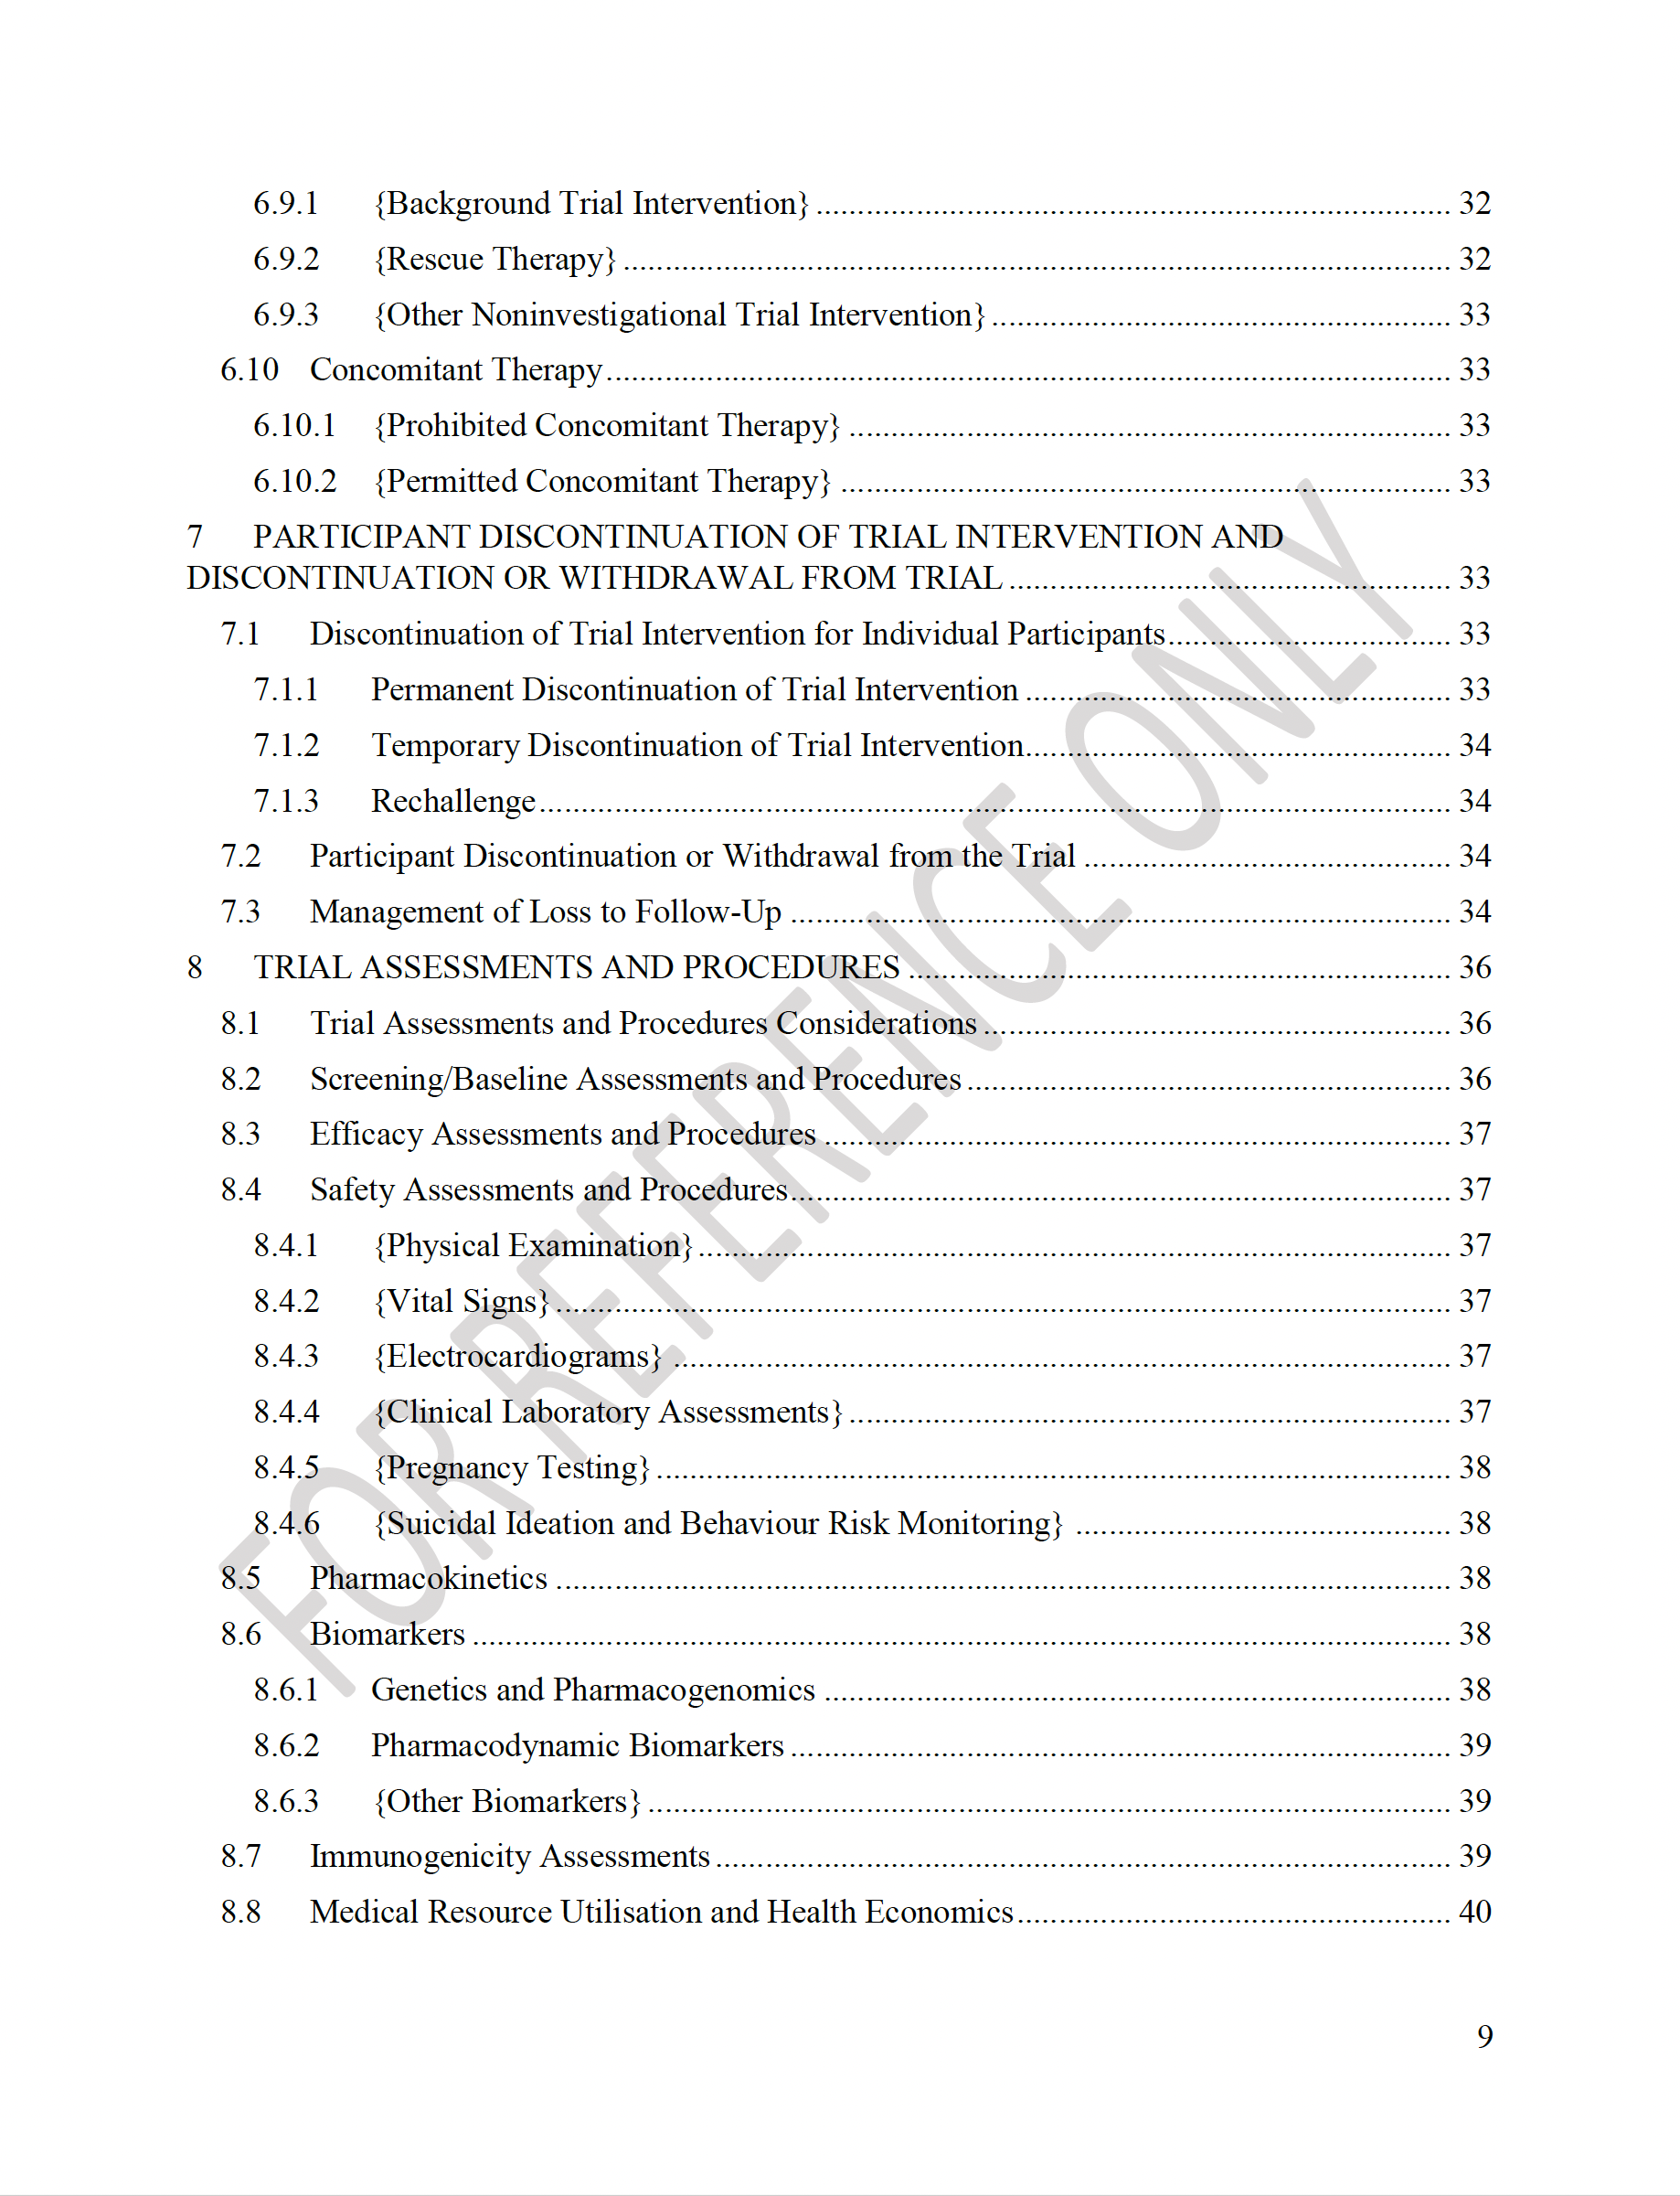 6.9.1 {Background Trial Intervention} ........ 32
6.9.2 {Rescue Therapy} ........ 32
6.9.3 {Other Noninvestigational Trial Intervention} ........ 33
6.10 Concomitant Therapy ........ 33
6.10.1 {Prohibited Concomitant Therapy} ........ 33
6.10.2 {Permitted Concomitant Therapy} ........ 33
7 PARTICIPANT DISCONTINUATION OF TRIAL INTERVENTION AND
DISCONTINUATION OR WITHDRAWAL FROM TRIAL ........ 33
7.1 Discontinuation of Trial Intervention for Individual Participants ........ 33
7.1.1 Permanent Discontinuation of Trial Intervention ........ 33
7.1.2 Temporary Discontinuation of Trial Intervention ........ 34
7.1.3 Rechallenge ........ 34
7.2 Participant Discontinuation or Withdrawal from the Trial ........ 34
7.3 Management of Loss to Follow-Up ........ 34
8 TRIAL ASSESSMENTS AND PROCEDURES ........ 36
8.1 Trial Assessments and Procedures Considerations ........ 36
8.2 Screening/Baseline Assessments and Procedures ........ 36
8.3 Efficacy Assessments and Procedures ........ 37
8.4 Safety Assessments and Procedures ........ 37
8.4.1 {Physical Examination} ........ 37
8.4.2 {Vital Signs} ........ 37
8.4.3 {Electrocardiograms} ........ 37
8.4.4 {Clinical Laboratory Assessments} ........ 37
8.4.5 {Pregnancy Testing} ........ 38
8.4.6 {Suicidal Ideation and Behaviour Risk Monitoring} ........ 38
8.5 Pharmacokinetics ........ 38
8.6 Biomarkers ........ 38
8.6.1 Genetics and Pharmacogenomics ........ 38
8.6.2 Pharmacodynamic Biomarkers ........ 39
8.6.3 {Other Biomarkers} ........ 39
8.7 Immunogenicity Assessments ........ 39
8.8 Medical Resource Utilisation and Health Economics ........ 40
9
FOR REFERENCE ONLY